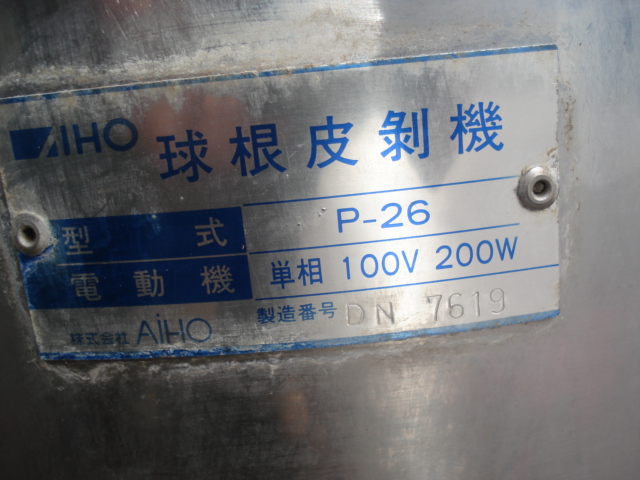 AIHO 球根皮剥機
型式 P-26
電動機 単相 100V 200W
株式会社 AiHO 製造番号 DN 7619